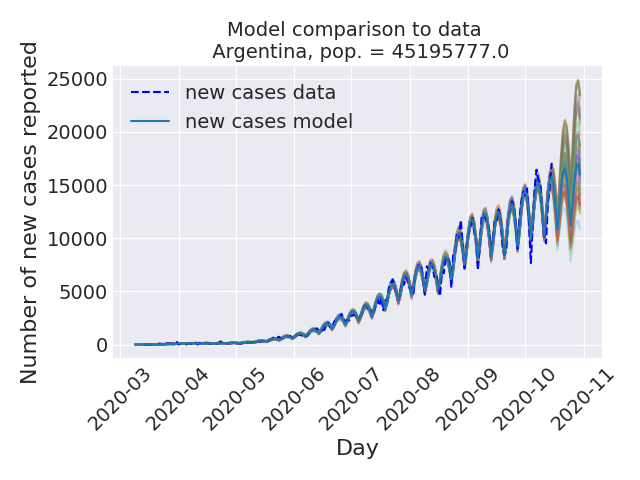 Model comparison to data
Argentina, pop. = 45195777.0
Number of new cases reported
25000
20000
15000
10000
5000
0
new cases data
new cases model
2020-03
2020-04
2020-05
2020-06
2020-07
2020-08
2020-09
2020-10
2020-11
Day